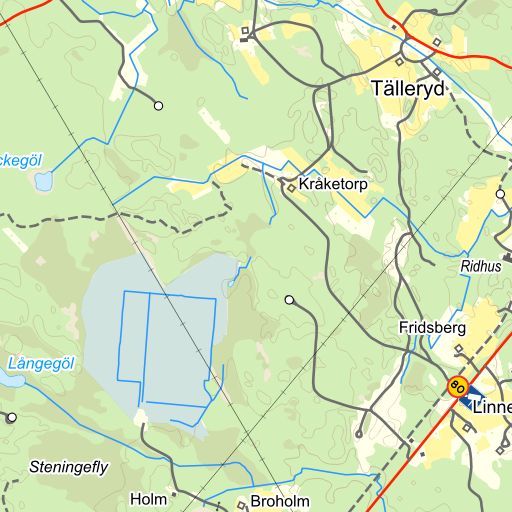 Tälleryd
ckegöl
Kråketorp
Ridhus
Fridsberg
Långegöl
80
Linne
Steningefly
Holm
Broholm